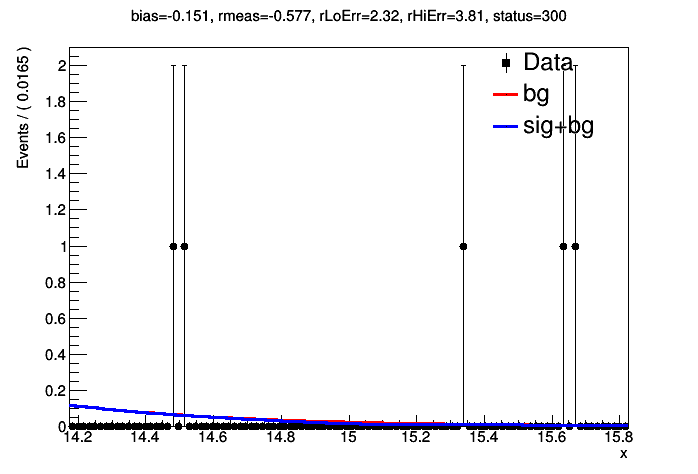 bias=-0.151, rmeas=-0.577, rLoErr=2.32, rHiErr=3.81, status=300
Events / ( 0.0165 )
2
1.8
1.6
1.4
1.2
1
0.8
0.6
0.4
0.2
0
Data
bg
sig+bg
14.2 14.4 14.6 14.8 15 15.2 15.4 15.6 15.8
x